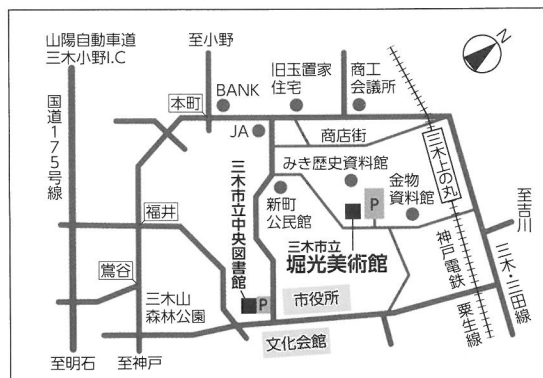 山陽自動車道
三木小野I.C
至小野
N
国道175号線
本町
BANK
旧玉置家
住宅
商工
会議所
JA
商店街
三木上の丸
みき歴史資料館
金物
資料館
新町
公民館
P
三木市立
堀光美術館
三木市立中央図書館
福井
鶯谷
三木山
森林公園
P
市役所
文化会館
至吉川
神戸電鉄
粟生線
三木・三田線
至明石
至神戸